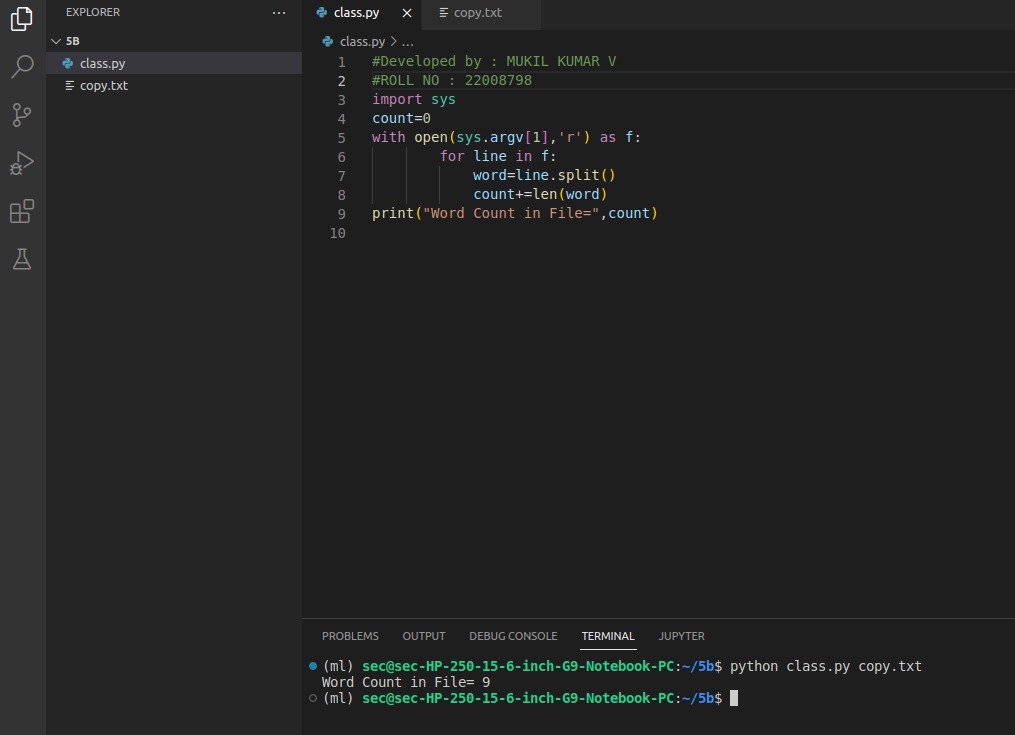 EXPLORER
...
5B
class.py
copy.txt
class.py
copy.txt
class.py > ...
1 #Developed by : MUKIL KUMAR V
2 #ROLL NO : 22008798
3 import sys
4 count=0
5 with open(sys.argv[1],'r') as f:
6         for line in f:
7             word=line.split()
8             count+=len(word)
9 print("Word Count in File=",count)
10
PROBLEMS OUTPUT DEBUG CONSOLE TERMINAL JUPYTER
(ml) sec@sec-HP-250-15-6-inch-G9-Notebook-PC:~/5b$ python class.py copy.txt
Word Count in File= 9
(ml) sec@sec-HP-250-15-6-inch-G9-Notebook-PC:~/5b$